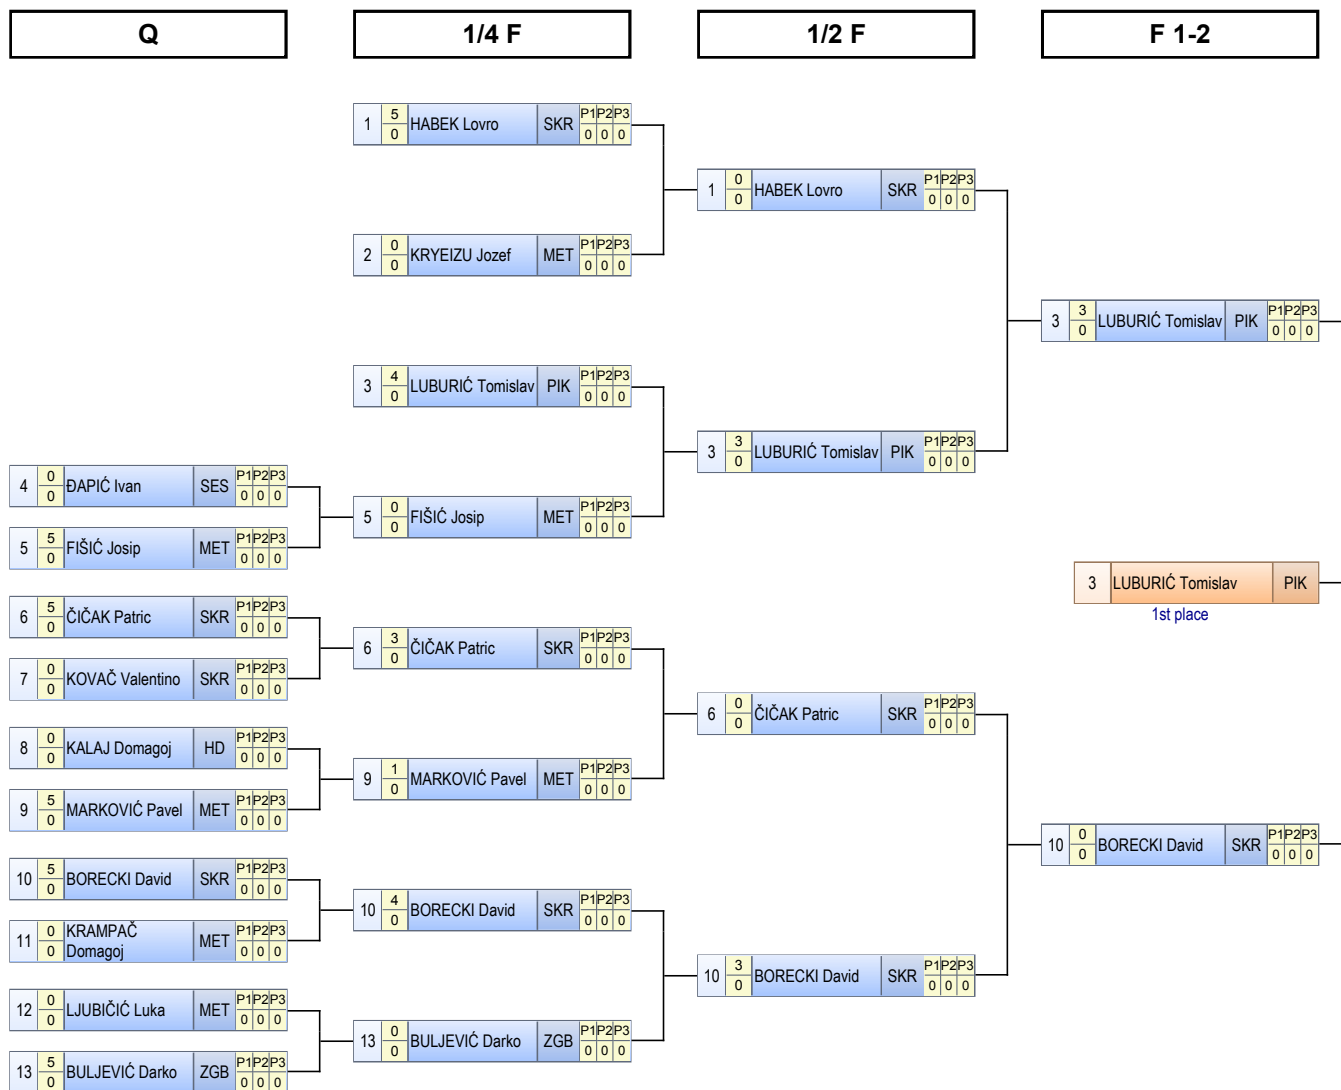 Q
1/4 F
1/2 F
F 1-2
1 5 0 HABEK Lovro SKR P1 P2 P3 0 0 0
2 0 0 KRYEIZU Jozef MET P1 P2 P3 0 0 0
3 4 0 LUBURIĆ Tomislav PIK P1 P2 P3 0 0 0
4 0 0 ĐAPIĆ Ivan SES P1 P2 P3 0 0 0
5 5 0 FIŠIĆ Josip MET P1 P2 P3 0 0 0
5 0 0 FIŠIĆ Josip MET P1 P2 P3 0 0 0
6 5 0 ČIČAK Patric SKR P1 P2 P3 0 0 0
7 0 0 KOVAČ Valentino SKR P1 P2 P3 0 0 0
6 3 0 ČIČAK Patric SKR P1 P2 P3 0 0 0
8 0 0 KALAJ Domagoj HD P1 P2 P3 0 0 0
9 5 0 MARKOVIĆ Pavel MET P1 P2 P3 0 0 0
9 1 0 MARKOVIĆ Pavel MET P1 P2 P3 0 0 0
10 5 0 BORECKI David SKR P1 P2 P3 0 0 0
11 0 0 KRAMPAČ
Domagoj MET P1 P2 P3 0 0 0
10 4 0 BORECKI David SKR P1 P2 P3 0 0 0
12 0 0 LJUBIČIĆ Luka MET P1 P2 P3 0 0 0
13 5 0 BULJEVIĆ Darko ZGB P1 P2 P3 0 0 0
13 0 0 BULJEVIĆ Darko ZGB P1 P2 P3 0 0 0
1 0 0 HABEK Lovro SKR P1 P2 P3 0 0 0
3 3 0 LUBURIĆ Tomislav PIK P1 P2 P3 0 0 0
6 0 0 ČIČAK Patric SKR P1 P2 P3 0 0 0
10 3 0 BORECKI David SKR P1 P2 P3 0 0 0
3 3 0 LUBURIĆ Tomislav PIK P1 P2 P3 0 0 0
3 LUBURIĆ Tomislav PIK
1st place
10 0 0 BORECKI David SKR P1 P2 P3 0 0 0